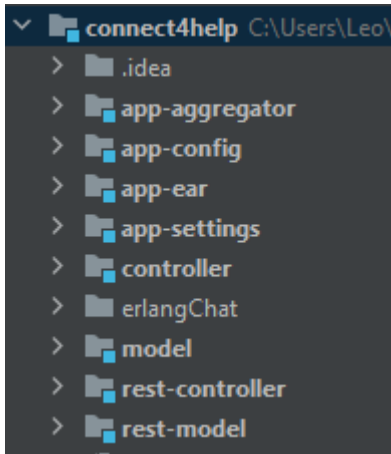 connect4help C:\Users\Leo\
.idea
app-aggregator
app-config
app-ear
app-settings
controller
erlangChat
model
rest-controller
rest-model